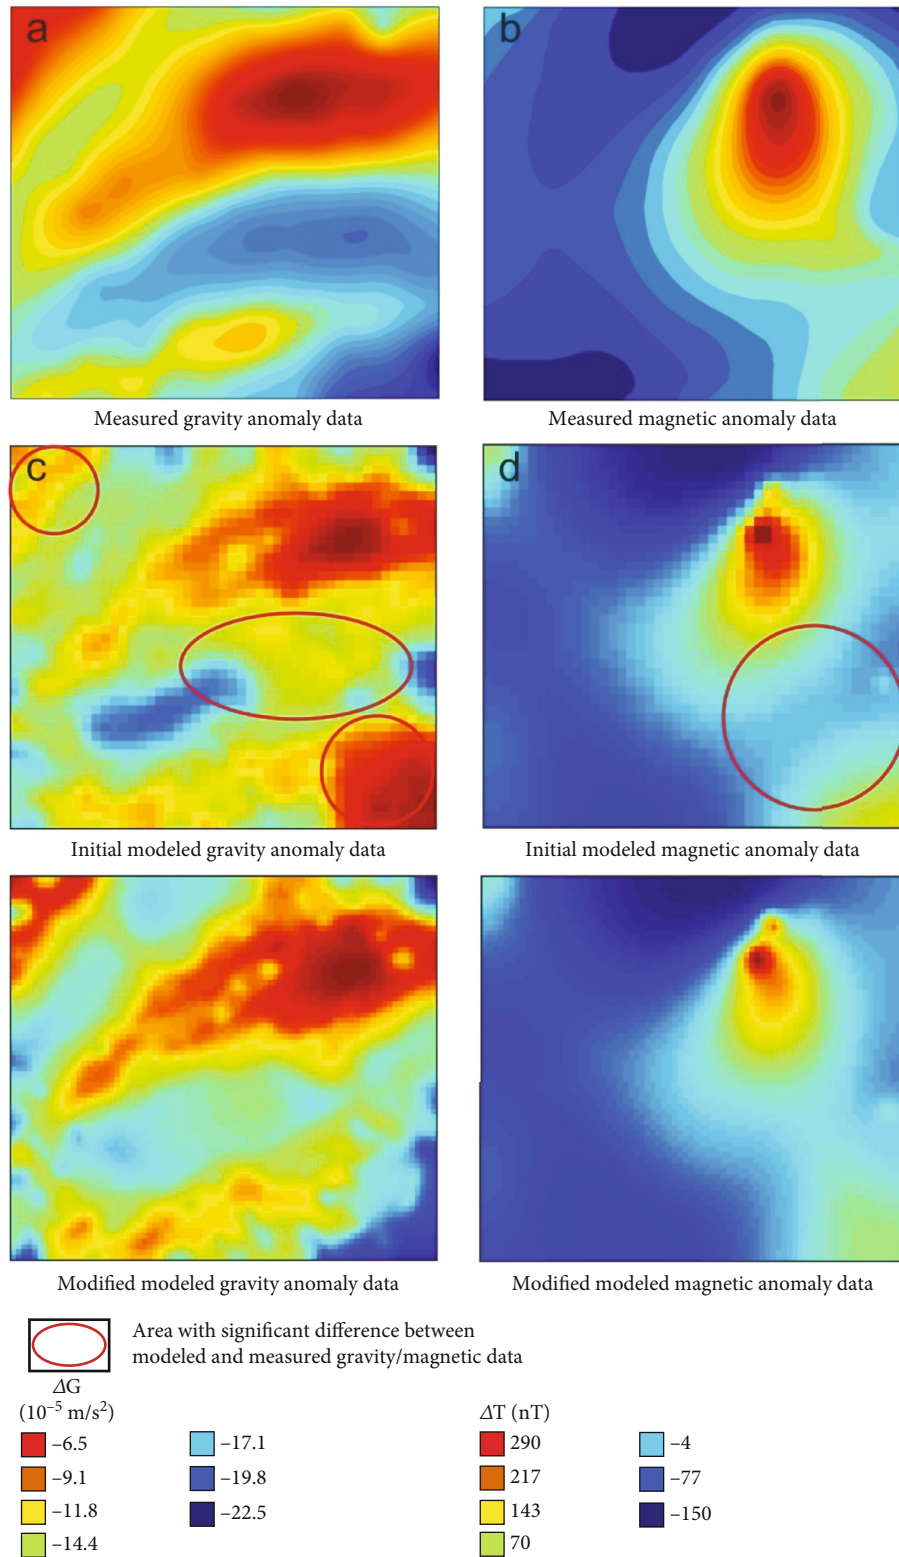 a
b
Measured gravity anomaly data
Measured magnetic anomaly data
c
d
Initial modeled gravity anomaly data
Initial modeled magnetic anomaly data
Modified modeled gravity anomaly data
Modified modeled magnetic anomaly data
Area with significant difference between
modeled and measured gravity/magnetic data
ΔG
(10⁻⁵ m/s²)
–6.5
–9.1
–11.8
–14.4
–17.1
–19.8
–22.5
ΔT (nT)
290
217
143
70
–4
–77
–150